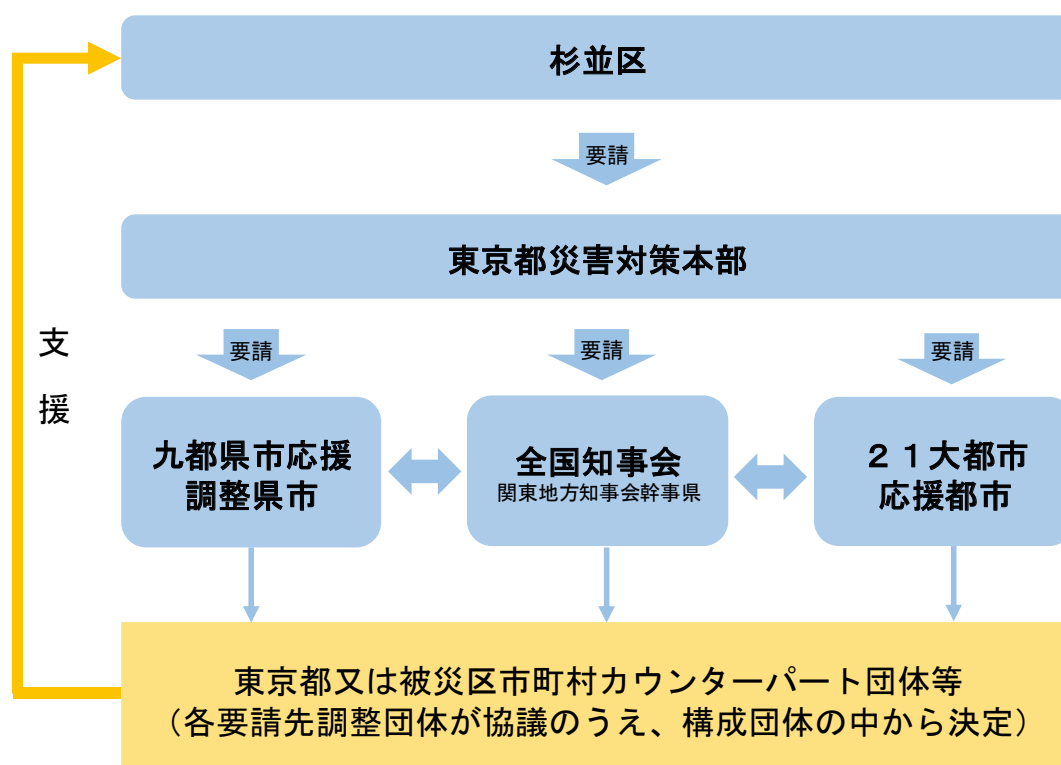 杉並区
要請
東京都災害対策本部
支援
要請
要請
要請
九都県市応援
調整県市
全国知事会
関東地方知事会幹事県
２１大都市
応援都市
東京都又は被災区市町村カウンターパート団体等
（各要請先調整団体が協議のうえ、構成団体の中から決定）